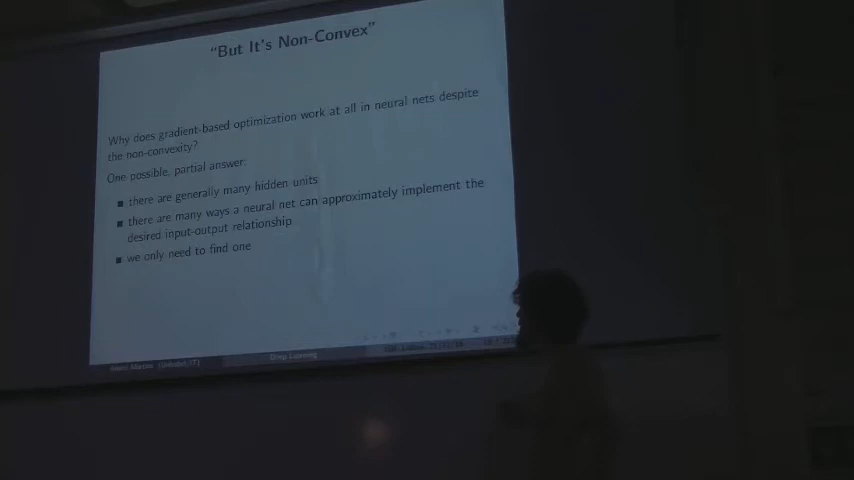 "But It's Non-Convex"
Why does gradient-based optimization work at all in neural nets despite
the non-convexity?
One possible, partial answer:
there are generally many hidden units
there are many ways a neural net can approximately implement the
desired input-output relationship
we only need to find one
Deep Learning